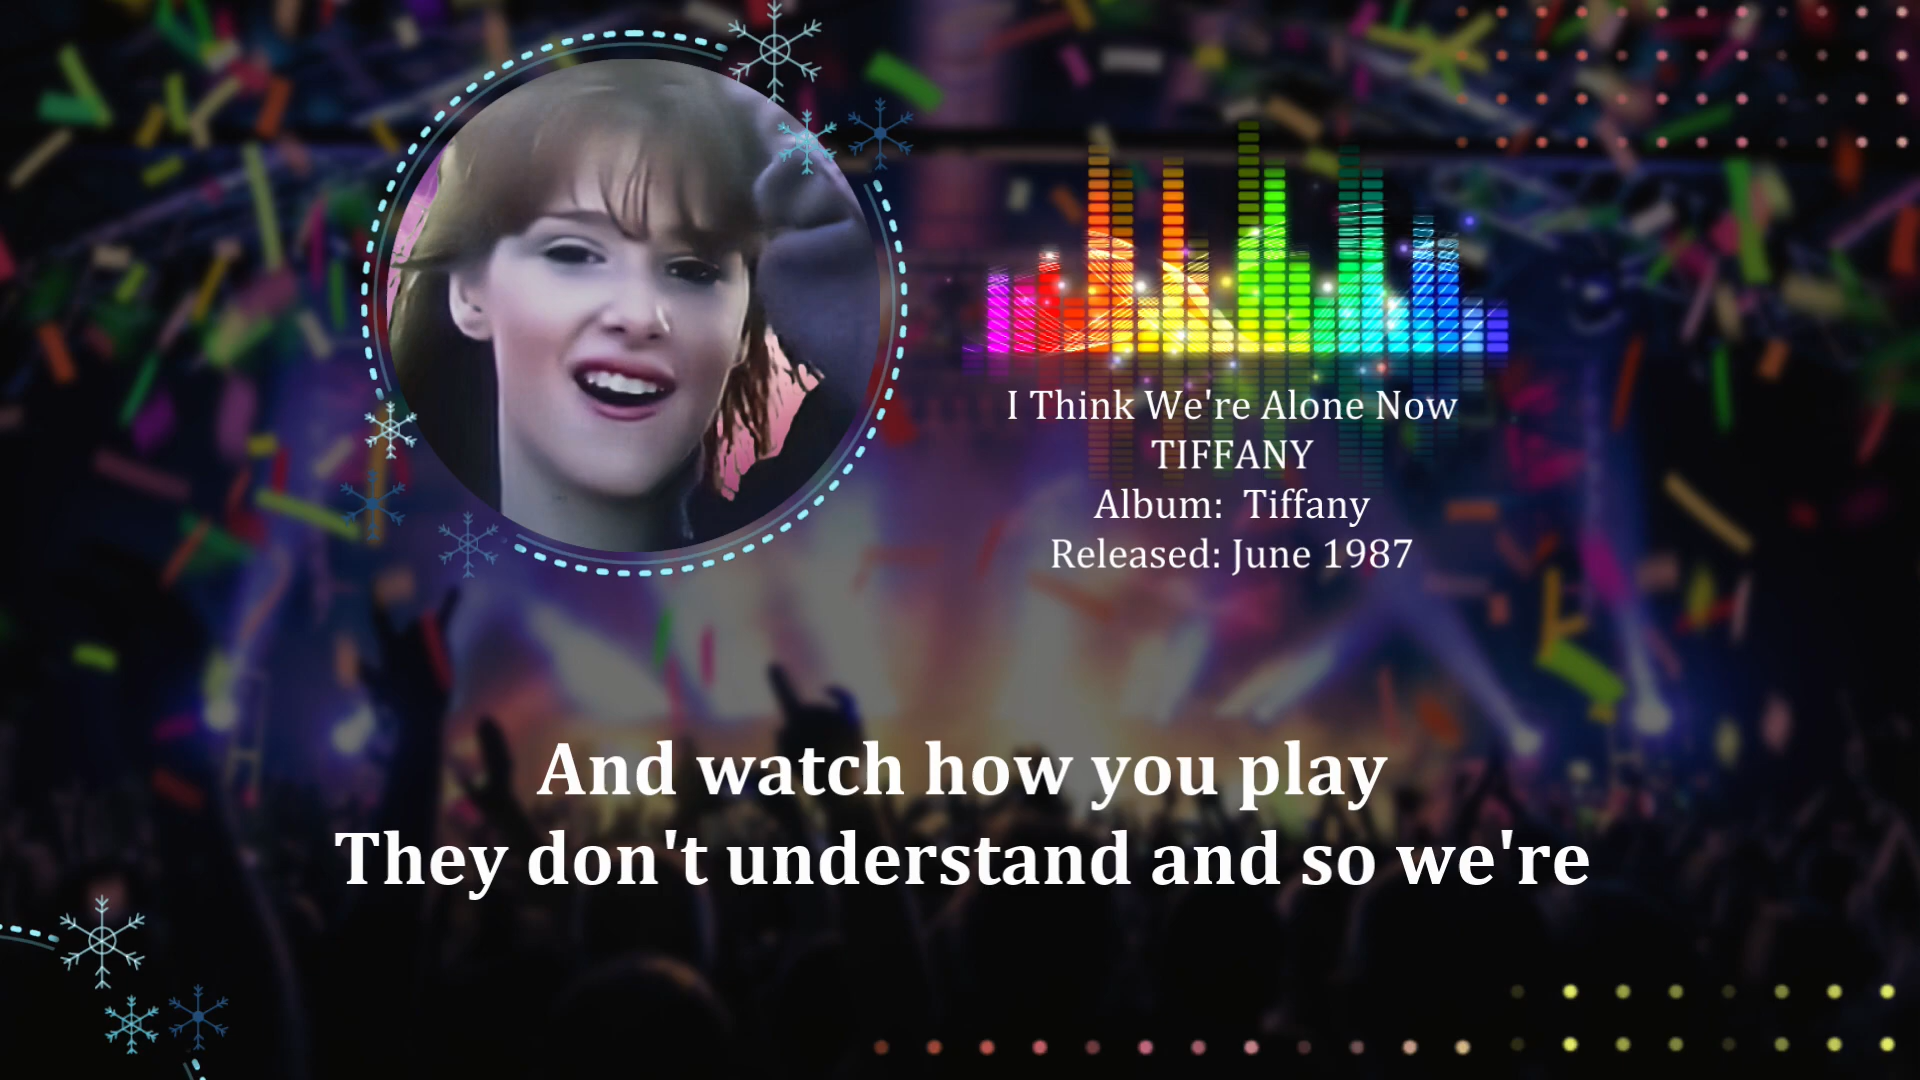 I Think We're Alone Now
TIFFANY
Album:  Tiffany
Released: June 1987
And watch how you play
They don't understand and so we're